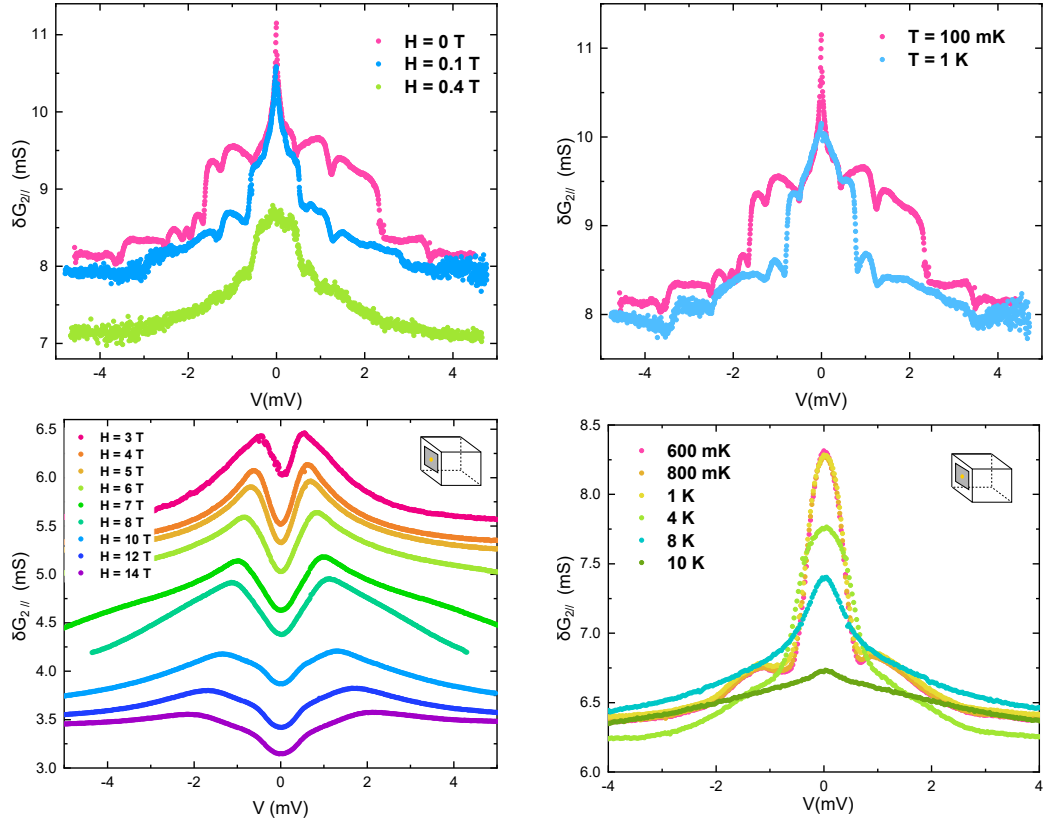 11
10
9
8
7
δG2// (mS)
-4 -2 0 2 4
V(mV)
H = 0 T
H = 0.1 T
H = 0.4 T
11
10
9
8
δG2// (mS)
-4 -2 0 2 4
V(mV)
T = 100 mK
T = 1 K
6.5
6.0
5.5
5.0
4.5
4.0
3.5
3.0
δG2 // (mS)
-4 -2 0 2 4
V (mV)
H = 3 T
H = 4 T
H = 5 T
H = 6 T
H = 7 T
H = 8 T
H = 10 T
H = 12 T
H = 14 T
8.5
8.0
7.5
7.0
6.5
6.0
δG2// (mS)
-4 -2 0 2 4
V(mV)
600 mK
800 mK
1 K
4 K
8 K
10 K